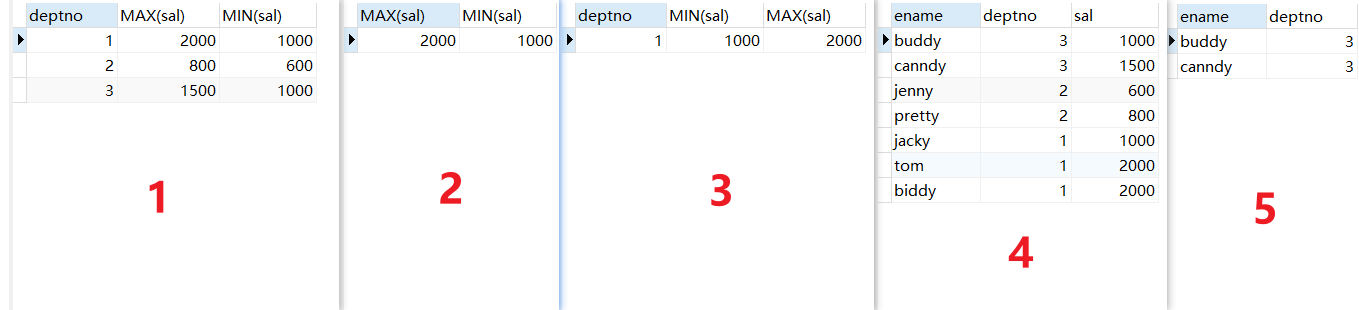 deptno MAX(sal) MIN(sal)
1 2000 1000
2 800 600
3 1500 1000
1
MAX(sal) MIN(sal)
2000 1000
2
deptno MIN(sal) MAX(sal)
1 1000 2000
3
ename deptno sal
buddy 3 1000
canndy 3 1500
jenny 2 600
pretty 2 800
jacky 1 1000
tom 1 2000
biddy 1 2000
4
ename deptno
buddy 3
canndy 3
5